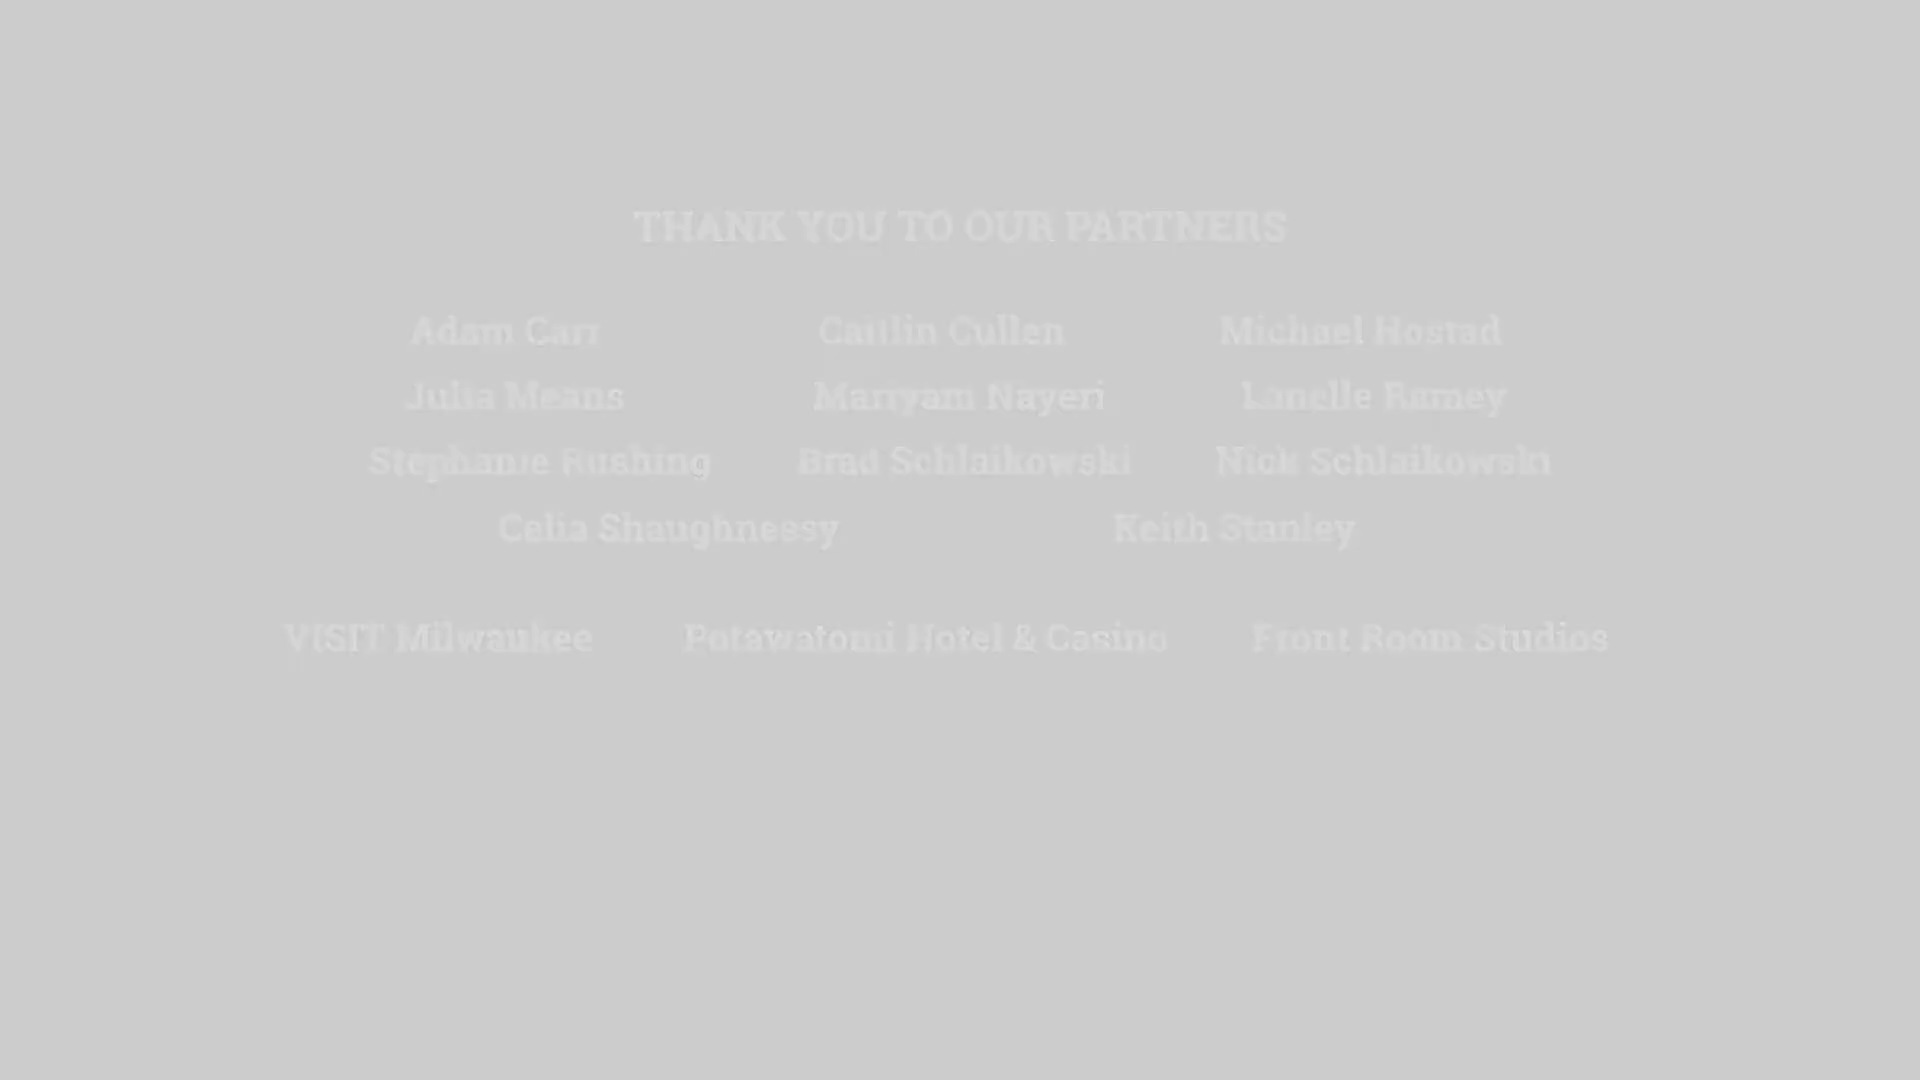 THANK YOU TO OUR PARTNERS
Adam Carr Caitlin Cullen Michael Hostad
Julia Means Marryam Nayeri Lanelle Ramey
Stephanie Rushing Brad Schlaikowski Nick Schlaikowski
Celia Shaughnessy Keith Stanley
VISIT Milwaukee Potawatomi Hotel & Casino Front Room Studios